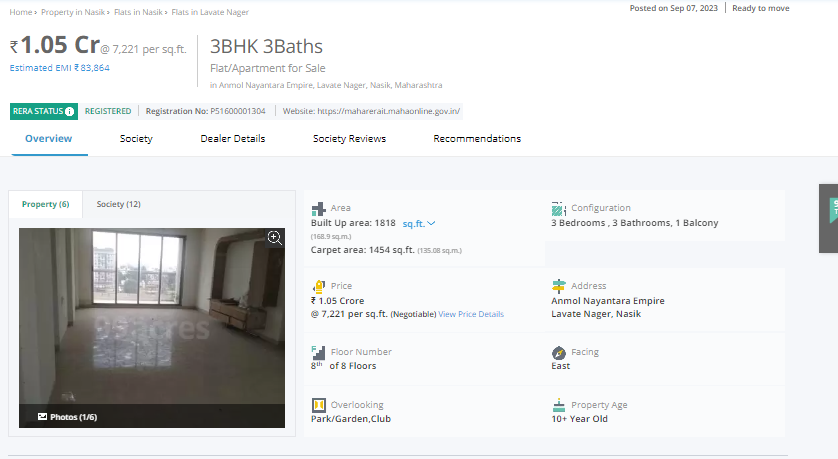 Home › Property in Nasik › Flats in Nasik › Flats in Lavate Nager
Posted on Sep 07, 2023 | Ready to move
₹ 1.05 Cr @ 7,221 per sq.ft.
Estimated EMI ₹ 83,864
3BHK 3Baths
Flat/Apartment for Sale
in Anmol Nayantara Empire, Lavate Nager, Nasik, Maharashtra
RERA STATUS REGISTERED Registration No: P51600001304 Website: https://maharerait.mahaonline.gov.in/
Overview Society Dealer Details Society Reviews Recommendations
Property (6) Society (12)
99acres
Photos (1/6)
Area
Built Up area: 1818 sq.ft.
(168.9 sq.m.)
Carpet area: 1454 sq.ft. (135.08 sq.m.)
Configuration
3 Bedrooms , 3 Bathrooms, 1 Balcony
Price
₹ 1.05 Crore
@ 7,221 per sq.ft. (Negotiable) View Price Details
Address
Anmol Nayantara Empire
Lavate Nager, Nasik
Floor Number
8th of 8 Floors
Facing
East
Overlooking
Park/Garden,Club
Property Age
10+ Year Old